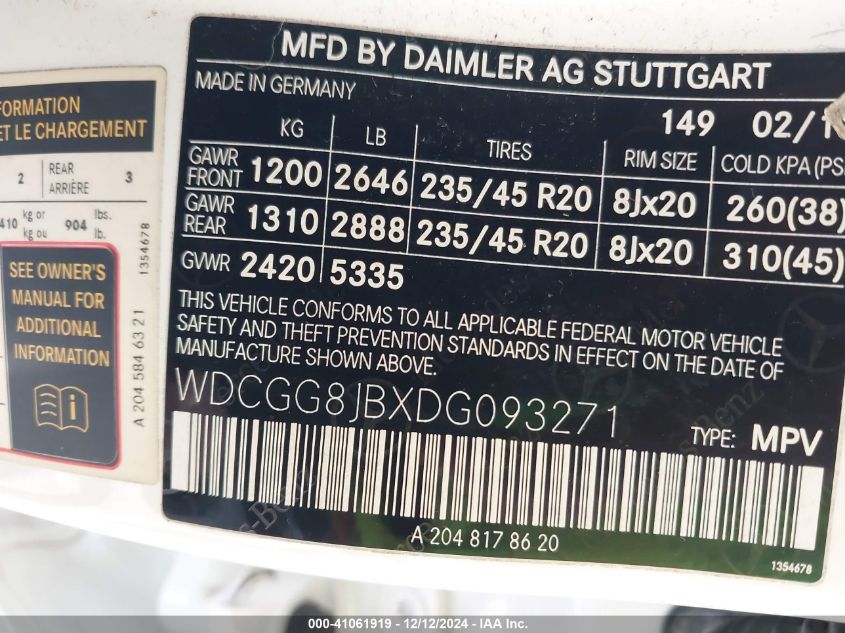 FORMATION
ET LE CHARGEMENT
2 REAR ARRIÈRE 3
410 kg or kg ou 904 lbs. lb.
SEE OWNER'S
MANUAL FOR
ADDITIONAL
INFORMATION
A 204 584 63 21
1354678
MFD BY DAIMLER AG STUTTGART
MADE IN GERMANY
149 02/1
KG LB TIRES RIM SIZE COLD KPA (PS
GAWR FRONT 1200 2646 235/45 R20 8Jx20 260(38)
GAWR REAR 1310 2888 235/45 R20 8Jx20 310(45)
GVWR 2420 5335
THIS VEHICLE CONFORMS TO ALL APPLICABLE FEDERAL MOTOR VEHICLE
SAFETY AND THEFT PREVENTION STANDARDS IN EFFECT ON THE DATE OF
MANUFACTURE SHOWN ABOVE.
WDCGG8JBXDG093271
TYPE: MPV
A 204 817 86 20
1354678
000-41061919 - 12/12/2024 - IAA Inc.